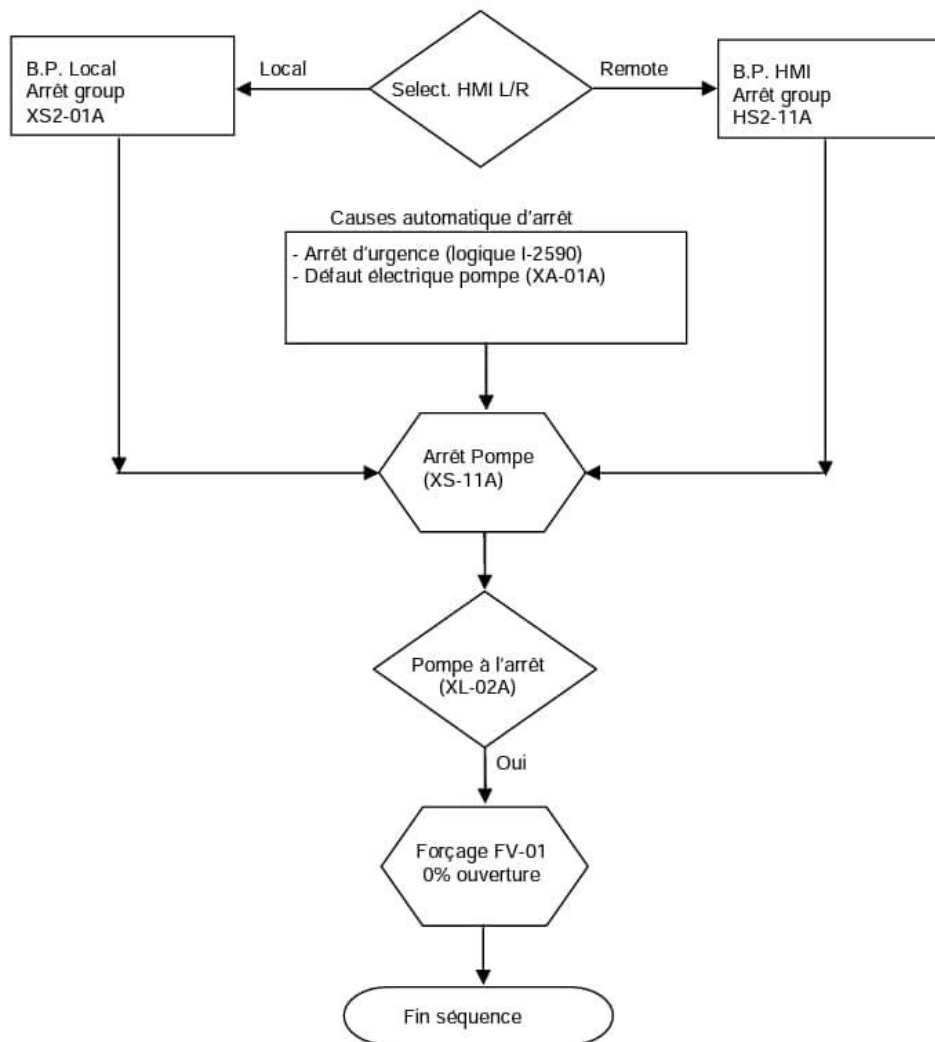 B.P. Local
Arrêt group
XS2-01A
Local
Select. HMI L/R
Remote
B.P. HMI
Arrêt group
HS2-11A
Causes automatique d'arrêt
- Arrêt d'urgence (logique I-2590)
- Défaut électrique pompe (XA-01A)
Arrêt Pompe
(XS-11A)
Pompe à l'arrêt
(XL-02A)
Oui
Forçage FV-01
0% ouverture
Fin séquence